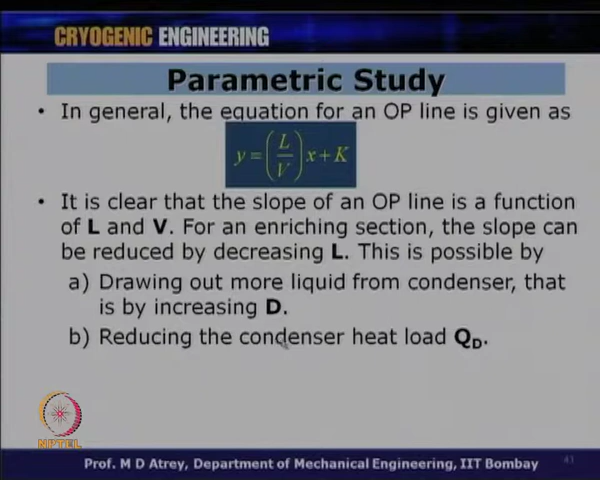 CRYOGENIC ENGINEERING
Parametric Study
• In general, the equation for an OP line is given as
y = (L/V) x + K
• It is clear that the slope of an OP line is a function
of L and V. For an enriching section, the slope can
be reduced by decreasing L. This is possible by
a) Drawing out more liquid from condenser, that
is by increasing D.
b) Reducing the condenser heat load Q_D.
NPTEL
Prof. M D Atrey, Department of Mechanical Engineering, IIT Bombay
41